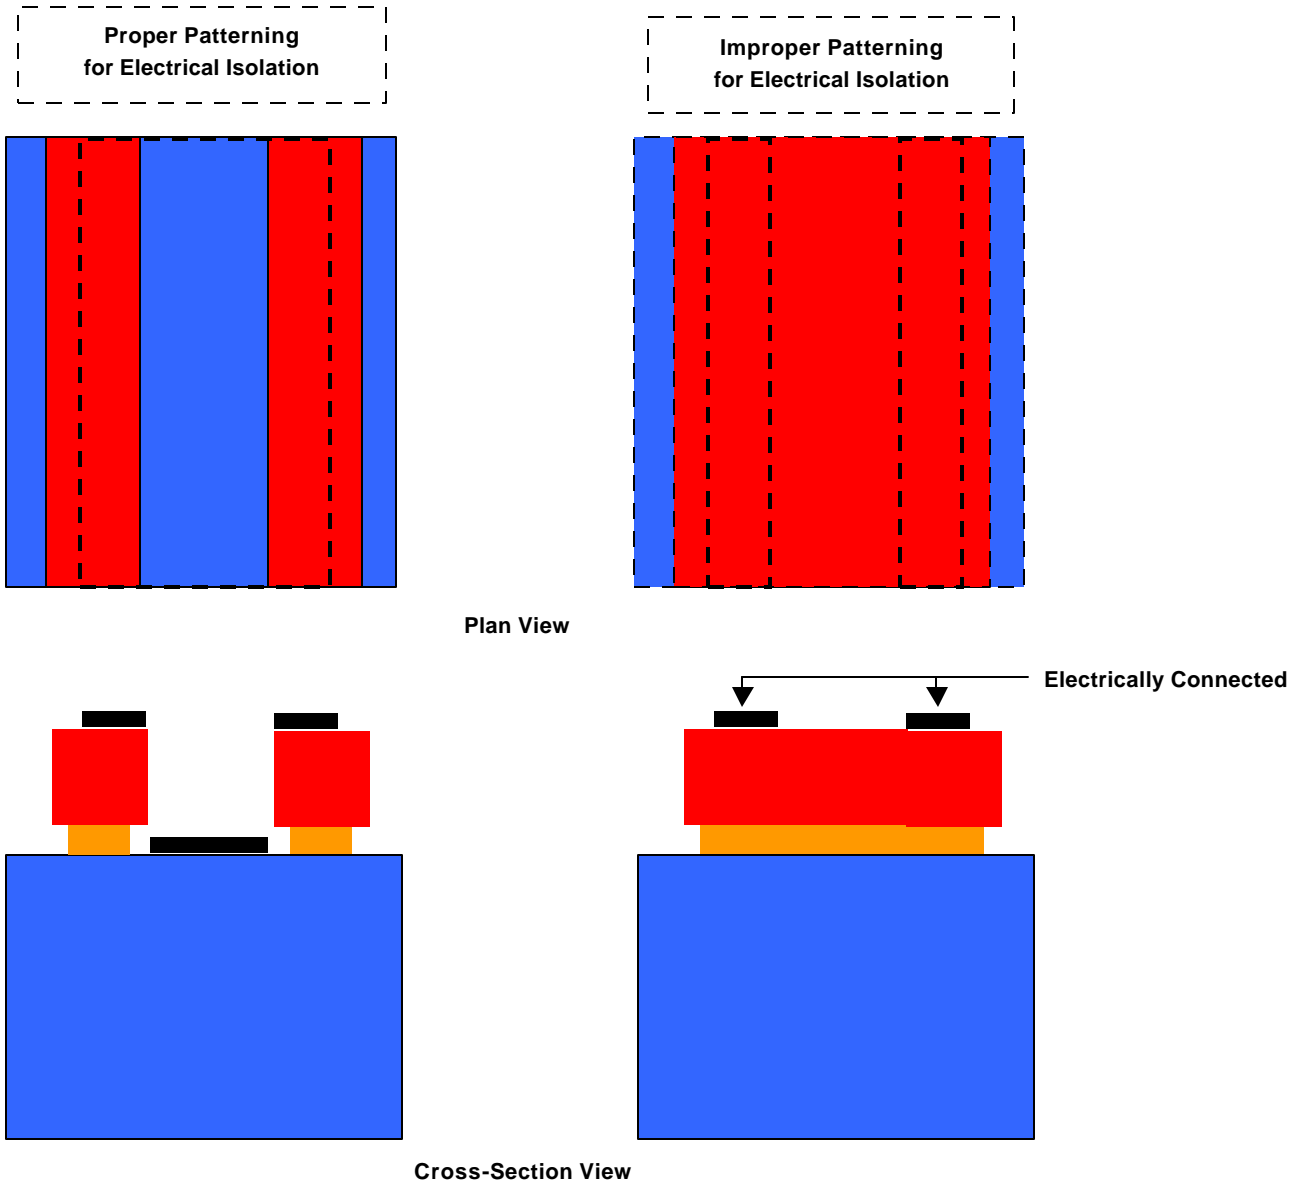 Proper Patterning
for Electrical Isolation
Improper Patterning
for Electrical Isolation
Plan View
Electrically Connected
Cross-Section View